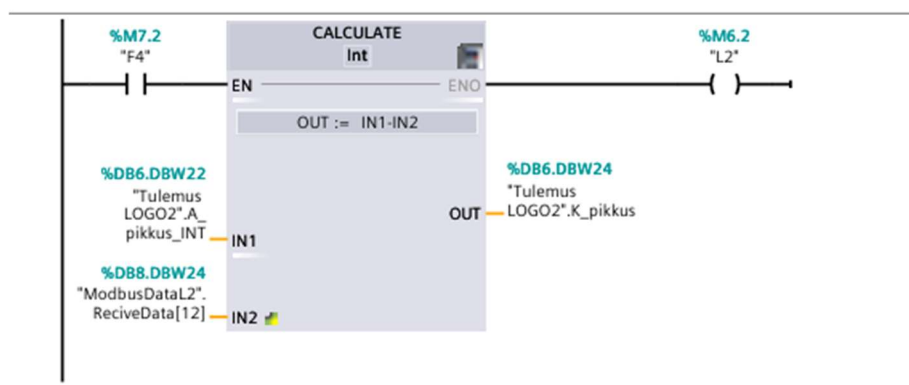 %M7.2
"F4"
CALCULATE
Int
%M6.2
"L2"
EN
ENO
OUT := IN1-IN2
%DB6.DBW22
"Tulemus
LOGO2".A_
pikkus_INT
IN1
%DB6.DBW24
"Tulemus
LOGO2".K_pikkus
OUT
%DB8.DBW24
"ModbusDataL2".
ReciveData[12]
IN2